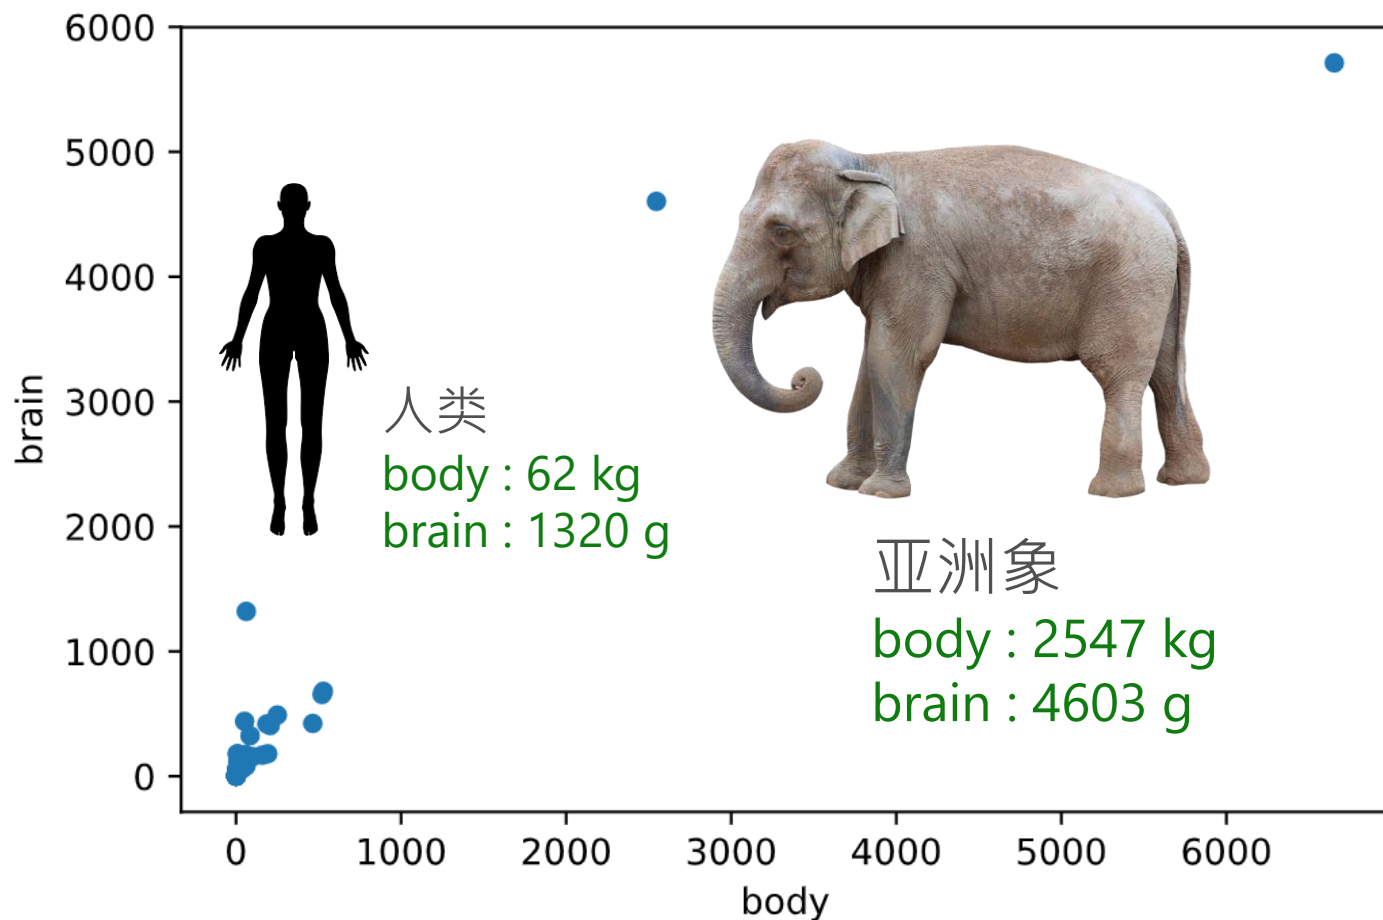 6000
5000
4000
3000
2000
1000
0
brain
人类
body : 62 kg
brain : 1320 g
亚洲象
body : 2547 kg
brain : 4603 g
0 1000 2000 3000 4000 5000 6000
body